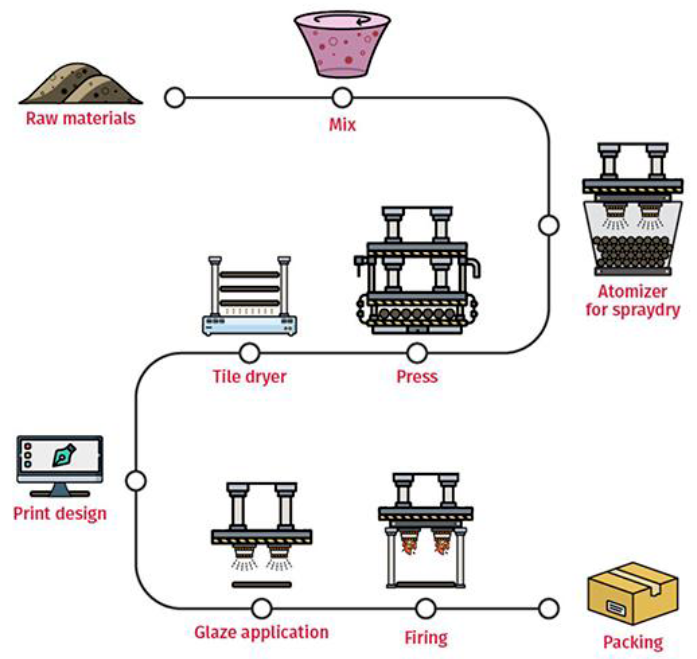 Raw materials
Mix
Atomizer
for spraydry
Tile dryer
Press
Print design
Glaze application
Firing
Packing